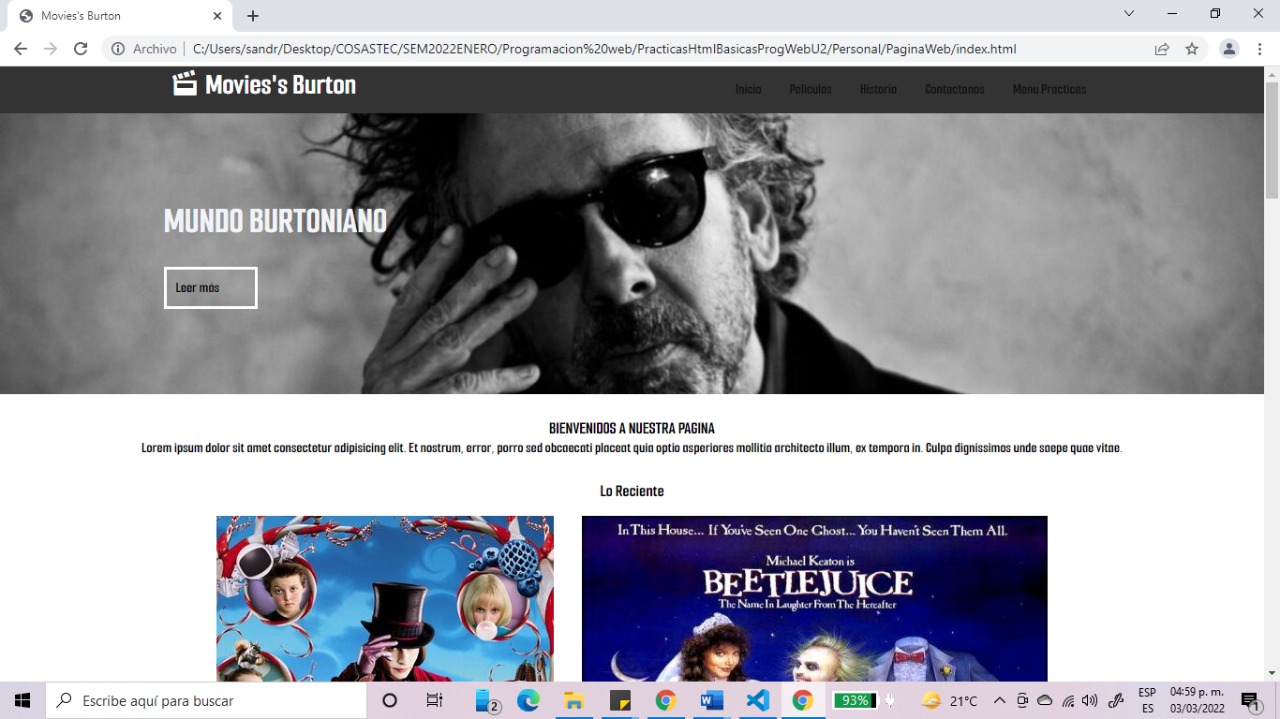 Movies's Burton
Archivo
C:/Users/sandr/Desktop/COSASTEC/SEM2022ENERO/Programacion%20web/PracticasHtmlBasicasProgWebU2/Personal/PaginaWeb/index.html
Movies's Burton
Inicio Peliculas Historia Contactanos Menu Practicas
MUNDO BURTONIANO
Leer más
BIENVENIDOS A NUESTRA PAGINA
Lorem ipsum dolor sit amet consectetur adipisicing elit. Et nostrum, error, porro sed obcaecati placeat quia optio asperiores mollitia architecto illum, ex tempora in. Culpa dignissimos unde saepe quae vitae.
Lo Reciente
In This House... If You've Seen One Ghost... You Haven't Seen Them All.
Michael Keaton is
BEETLEJUICE
The Name In Laughter From The Hereafter
Escribe aquí para buscar
2
93%
21°C
ESP
ES
04:59 p. m.
03/03/2022
1